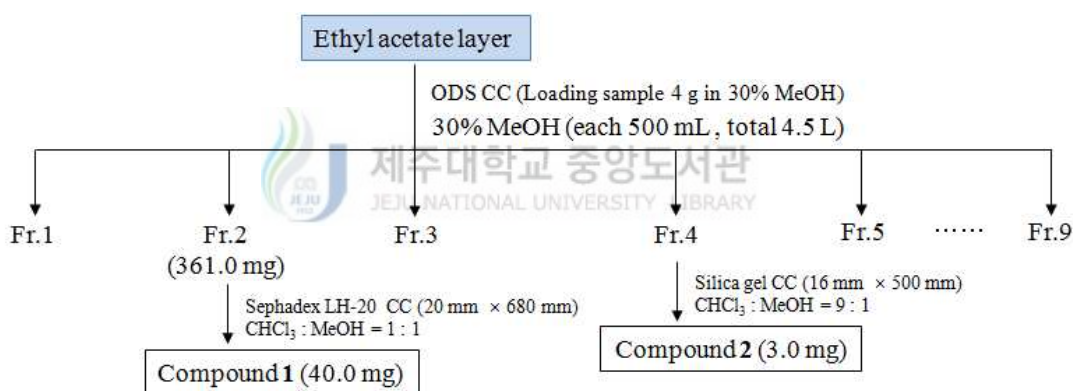 Ethyl acetate layer
ODS CC (Loading sample 4 g in 30% MeOH)
30% MeOH (each 500 mL , total 4.5 L)
제주대학교 중앙도서관
JEJU NATIONAL UNIVERSITY LIBRARY
JEJU
1952
Fr.1 Fr.2 Fr.3 Fr.4 Fr.5 ⋯⋯ Fr.9
(361.0 mg)
Sephadex LH-20 CC (20 mm × 680 mm)
CHCl₃ : MeOH = 1 : 1
Silica gel CC (16 mm × 500 mm)
CHCl₃ : MeOH = 9 : 1
Compound 1 (40.0 mg)
Compound 2 (3.0 mg)